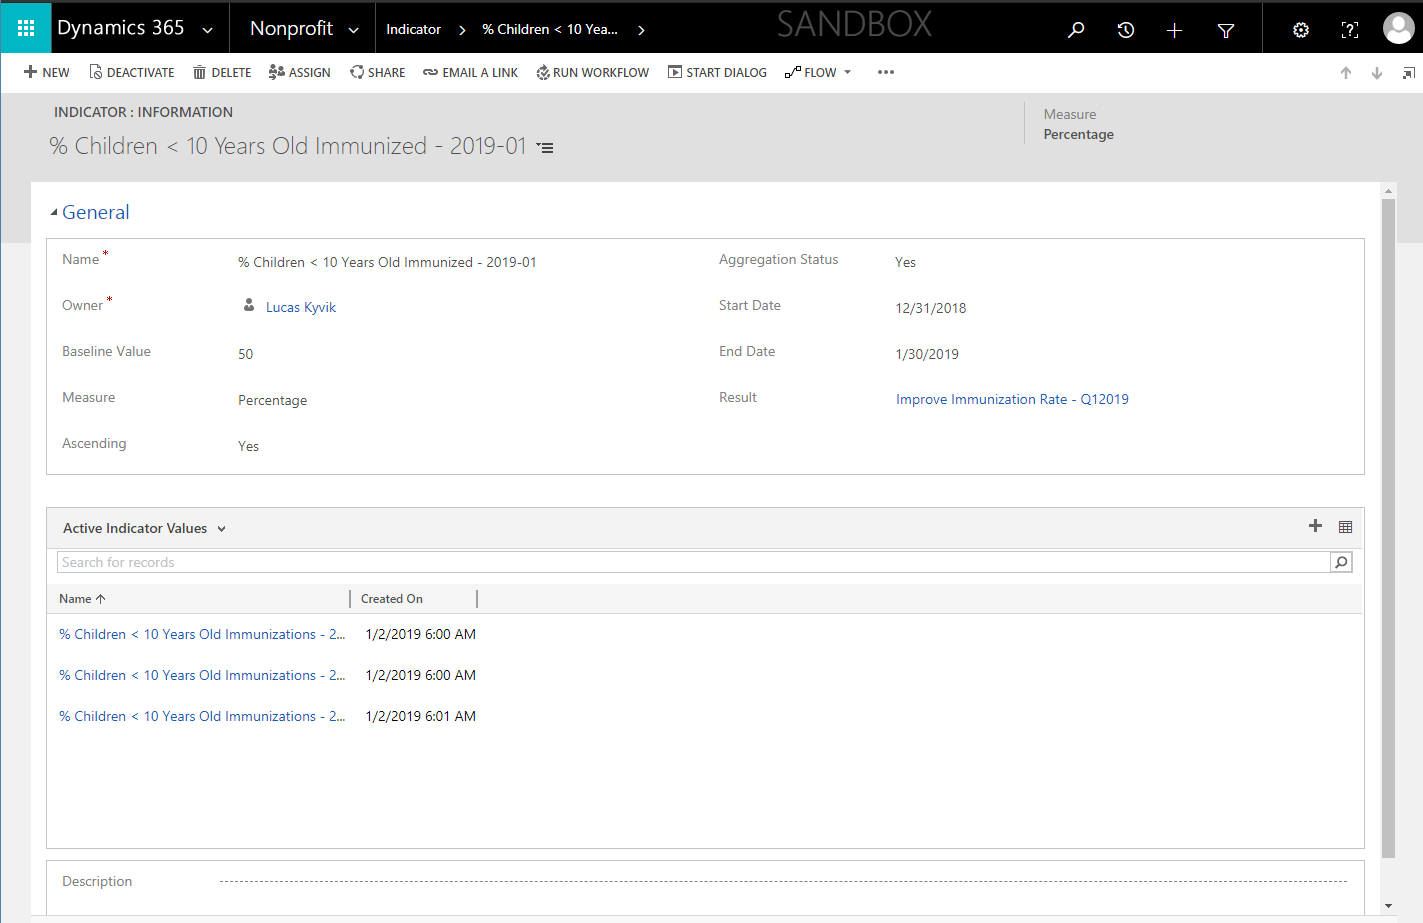 Dynamics 365 Nonprofit Indicator % Children < 10 Yea... SANDBOX
NEW DEACTIVATE DELETE ASSIGN SHARE EMAIL A LINK RUN WORKFLOW START DIALOG FLOW
INDICATOR : INFORMATION
% Children < 10 Years Old Immunized - 2019-01
Measure
Percentage
General
Name * % Children < 10 Years Old Immunized - 2019-01
Aggregation Status Yes
Owner * Lucas Kyvik
Start Date 12/31/2018
Baseline Value 50
End Date 1/30/2019
Measure Percentage
Result Improve Immunization Rate - Q12019
Ascending Yes
Active Indicator Values
Search for records
Name Created On
% Children < 10 Years Old Immunizations - 2... 1/2/2019 6:00 AM
% Children < 10 Years Old Immunizations - 2... 1/2/2019 6:00 AM
% Children < 10 Years Old Immunizations - 2... 1/2/2019 6:01 AM
Description